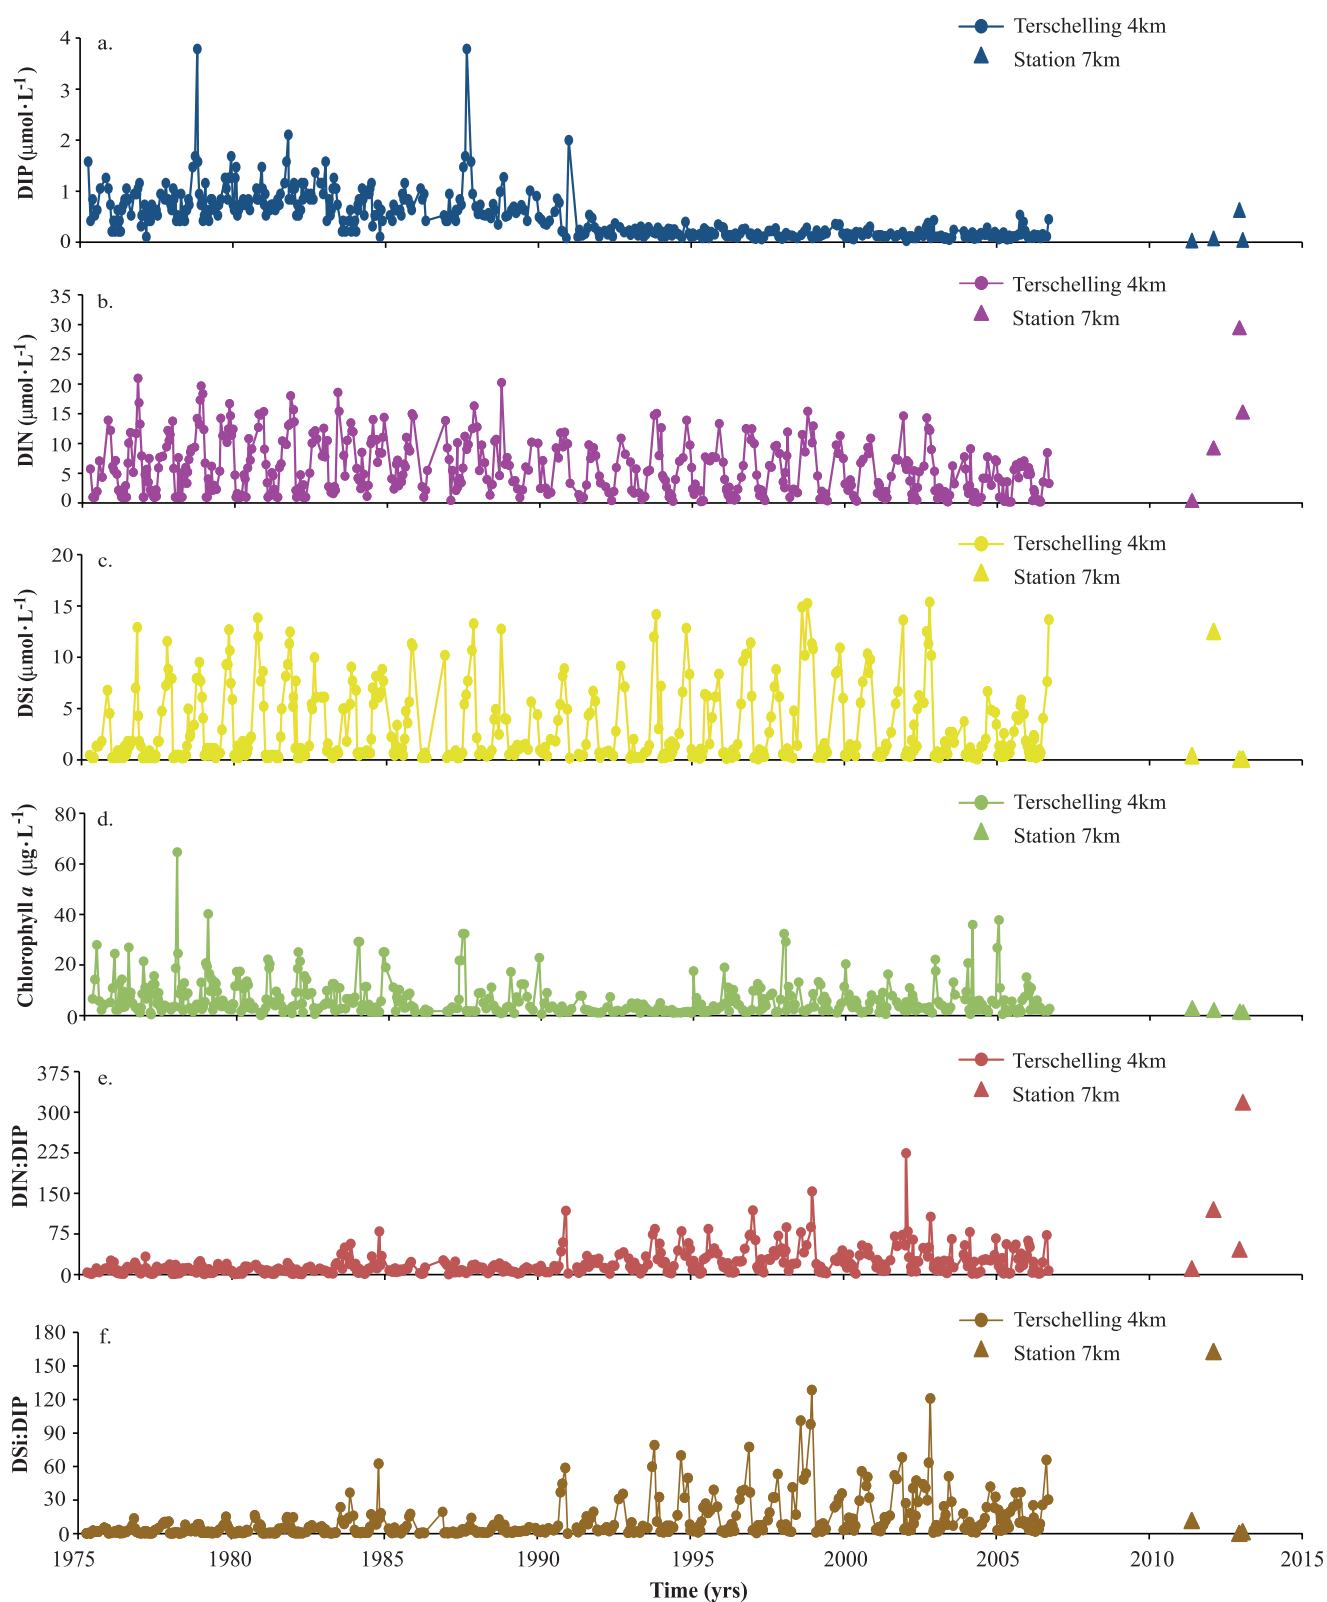 a.
Terschelling 4km
Station 7km
DIP (µmol·L⁻¹)
4
3
2
1
0
b.
Terschelling 4km
Station 7km
DIN (µmol·L⁻¹)
35
30
25
20
15
10
5
0
c.
Terschelling 4km
Station 7km
DSi (µmol·L⁻¹)
20
15
10
5
0
d.
Terschelling 4km
Station 7km
Chlorophyll a (µg·L⁻¹)
80
60
40
20
0
e.
Terschelling 4km
Station 7km
DIN:DIP
375
300
225
150
75
0
f.
Terschelling 4km
Station 7km
DSi:DIP
180
150
120
90
60
30
0
1975 1980 1985 1990 1995 2000 2005 2010 2015
Time (yrs)